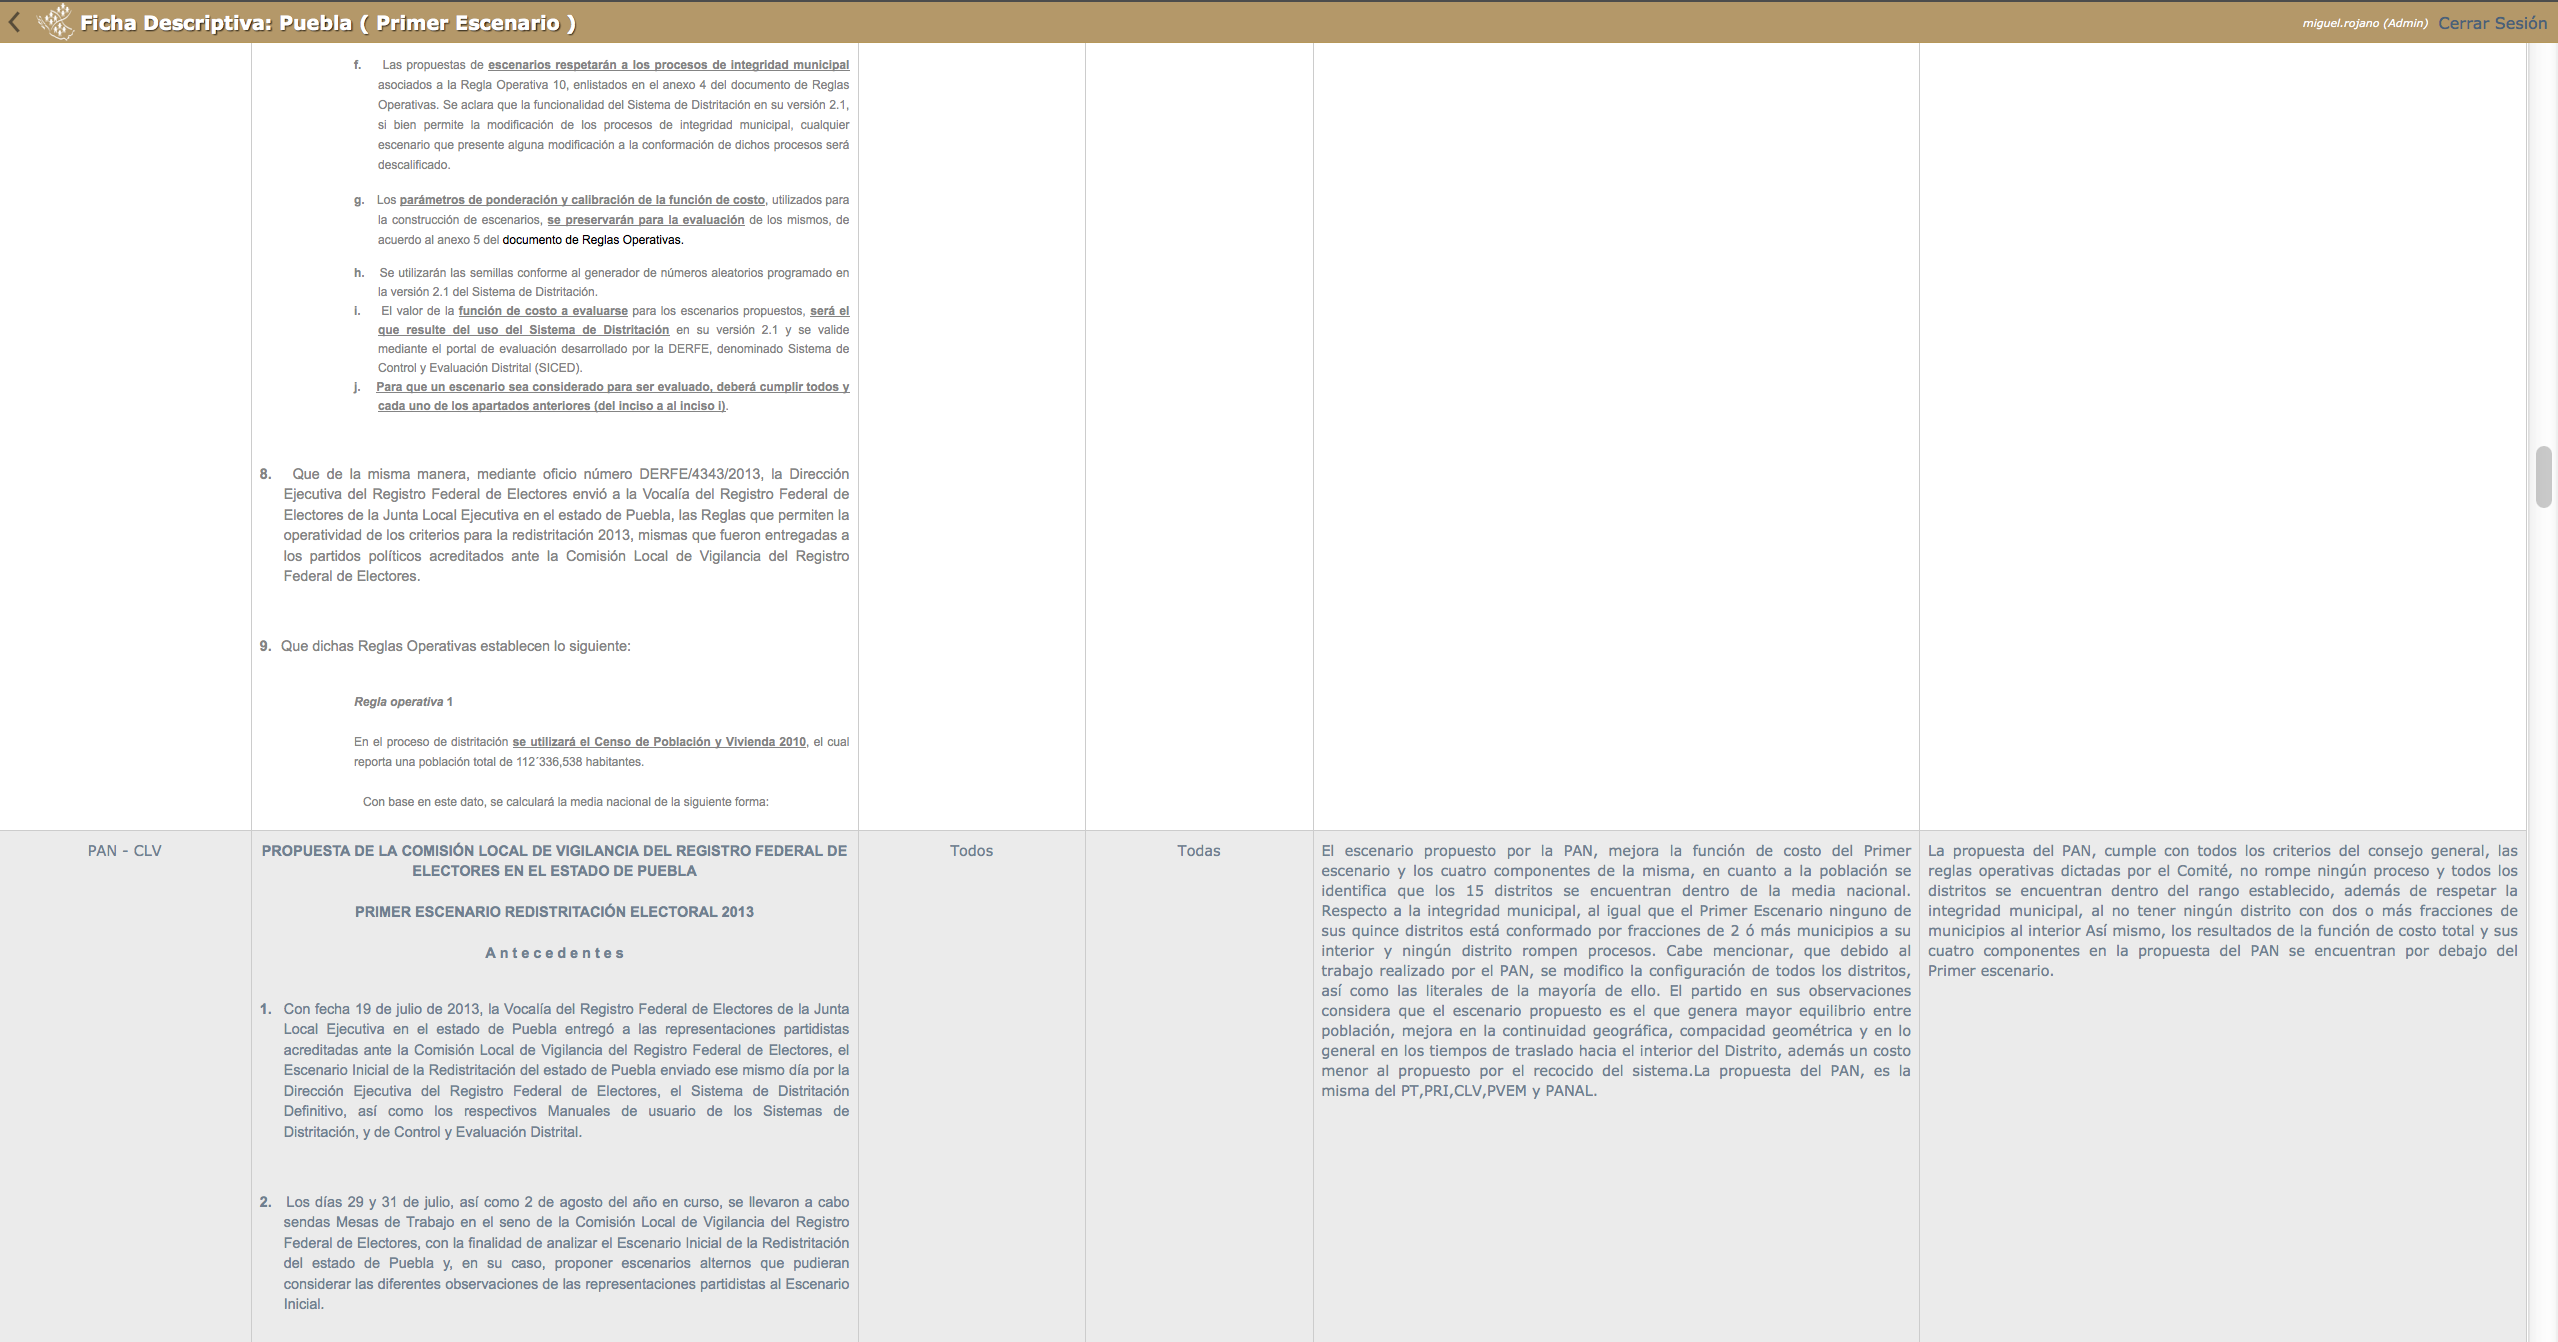 Ficha Descriptiva: Puebla ( Primer Escenario )
miguel.rojano (Admin) Cerrar Sesión
f. Las propuestas de escenarios respetarán a los procesos de integridad municipal
asociados a la Regla Operativa 10, enlistados en el anexo 4 del documento de Reglas
Operativas. Se aclara que la funcionalidad del Sistema de Distritación en su versión 2.1,
si bien permite la modificación de los procesos de integridad municipal, cualquier
escenario que presente alguna modificación a la conformación de dichos procesos será
descalificado.
g. Los parámetros de ponderación y calibración de la función de costo, utilizados para
la construcción de escenarios, se preservarán para la evaluación de los mismos, de
acuerdo al anexo 5 del documento de Reglas Operativas.
h. Se utilizarán las semillas conforme al generador de números aleatorios programado en
la versión 2.1 del Sistema de Distritación.
i. El valor de la función de costo a evaluarse para los escenarios propuestos, será el
que resulte del uso del Sistema de Distritación en su versión 2.1 y se valide
mediante el portal de evaluación desarrollado por la DERFE, denominado Sistema de
Control y Evaluación Distrital (SICED).
j. Para que un escenario sea considerado para ser evaluado, deberá cumplir todos y
cada uno de los apartados anteriores (del inciso a al inciso i).
8. Que de la misma manera, mediante oficio número DERFE/4343/2013, la Dirección
Ejecutiva del Registro Federal de Electores envió a la Vocalía del Registro Federal de
Electores de la Junta Local Ejecutiva en el estado de Puebla, las Reglas que permiten la
operatividad de los criterios para la redistritación 2013, mismas que fueron entregadas a
los partidos políticos acreditados ante la Comisión Local de Vigilancia del Registro
Federal de Electores.
9. Que dichas Reglas Operativas establecen lo siguiente:
Regla operativa 1
En el proceso de distritación se utilizará el Censo de Población y Vivienda 2010, el cual
reporta una población total de 112´336,538 habitantes.
Con base en este dato, se calculará la media nacional de la siguiente forma:
PAN - CLV
PROPUESTA DE LA COMISIÓN LOCAL DE VIGILANCIA DEL REGISTRO FEDERAL DE
ELECTORES EN EL ESTADO DE PUEBLA
PRIMER ESCENARIO REDISTRITACIÓN ELECTORAL 2013
A n t e c e d e n t e s
1. Con fecha 19 de julio de 2013, la Vocalía del Registro Federal de Electores de la Junta
Local Ejecutiva en el estado de Puebla entregó a las representaciones partidistas
acreditadas ante la Comisión Local de Vigilancia del Registro Federal de Electores, el
Escenario Inicial de la Redistritación del estado de Puebla enviado ese mismo día por la
Dirección Ejecutiva del Registro Federal de Electores, el Sistema de Distritación
Definitivo, así como los respectivos Manuales de usuario de los Sistemas de
Distritación, y de Control y Evaluación Distrital.
2. Los días 29 y 31 de julio, así como 2 de agosto del año en curso, se llevaron a cabo
sendas Mesas de Trabajo en el seno de la Comisión Local de Vigilancia del Registro
Federal de Electores, con la finalidad de analizar el Escenario Inicial de la Redistritación
del estado de Puebla y, en su caso, proponer escenarios alternos que pudieran
considerar las diferentes observaciones de las representaciones partidistas al Escenario
Inicial.
Todos
Todas
El escenario propuesto por la PAN, mejora la función de costo del Primer
escenario y los cuatro componentes de la misma, en cuanto a la población se
identifica que los 15 distritos se encuentran dentro de la media nacional.
Respecto a la integridad municipal, al igual que el Primer Escenario ninguno de
sus quince distritos está conformado por fracciones de 2 ó más municipios a su
interior y ningún distrito rompen procesos. Cabe mencionar, que debido al
trabajo realizado por el PAN, se modifico la configuración de todos los distritos,
así como las literales de la mayoría de ello. El partido en sus observaciones
considera que el escenario propuesto es el que genera mayor equilibrio entre
población, mejora en la continuidad geográfica, compacidad geométrica y en lo
general en los tiempos de traslado hacia el interior del Distrito, además un costo
menor al propuesto por el recocido del sistema.La propuesta del PAN, es la
misma del PT,PRI,CLV,PVEM y PANAL.
La propuesta del PAN, cumple con todos los criterios del consejo general, las
reglas operativas dictadas por el Comité, no rompe ningún proceso y todos los
distritos se encuentran dentro del rango establecido, además de respetar la
integridad municipal, al no tener ningún distrito con dos o más fracciones de
municipios al interior Así mismo, los resultados de la función de costo total y sus
cuatro componentes en la propuesta del PAN se encuentran por debajo del
Primer escenario.